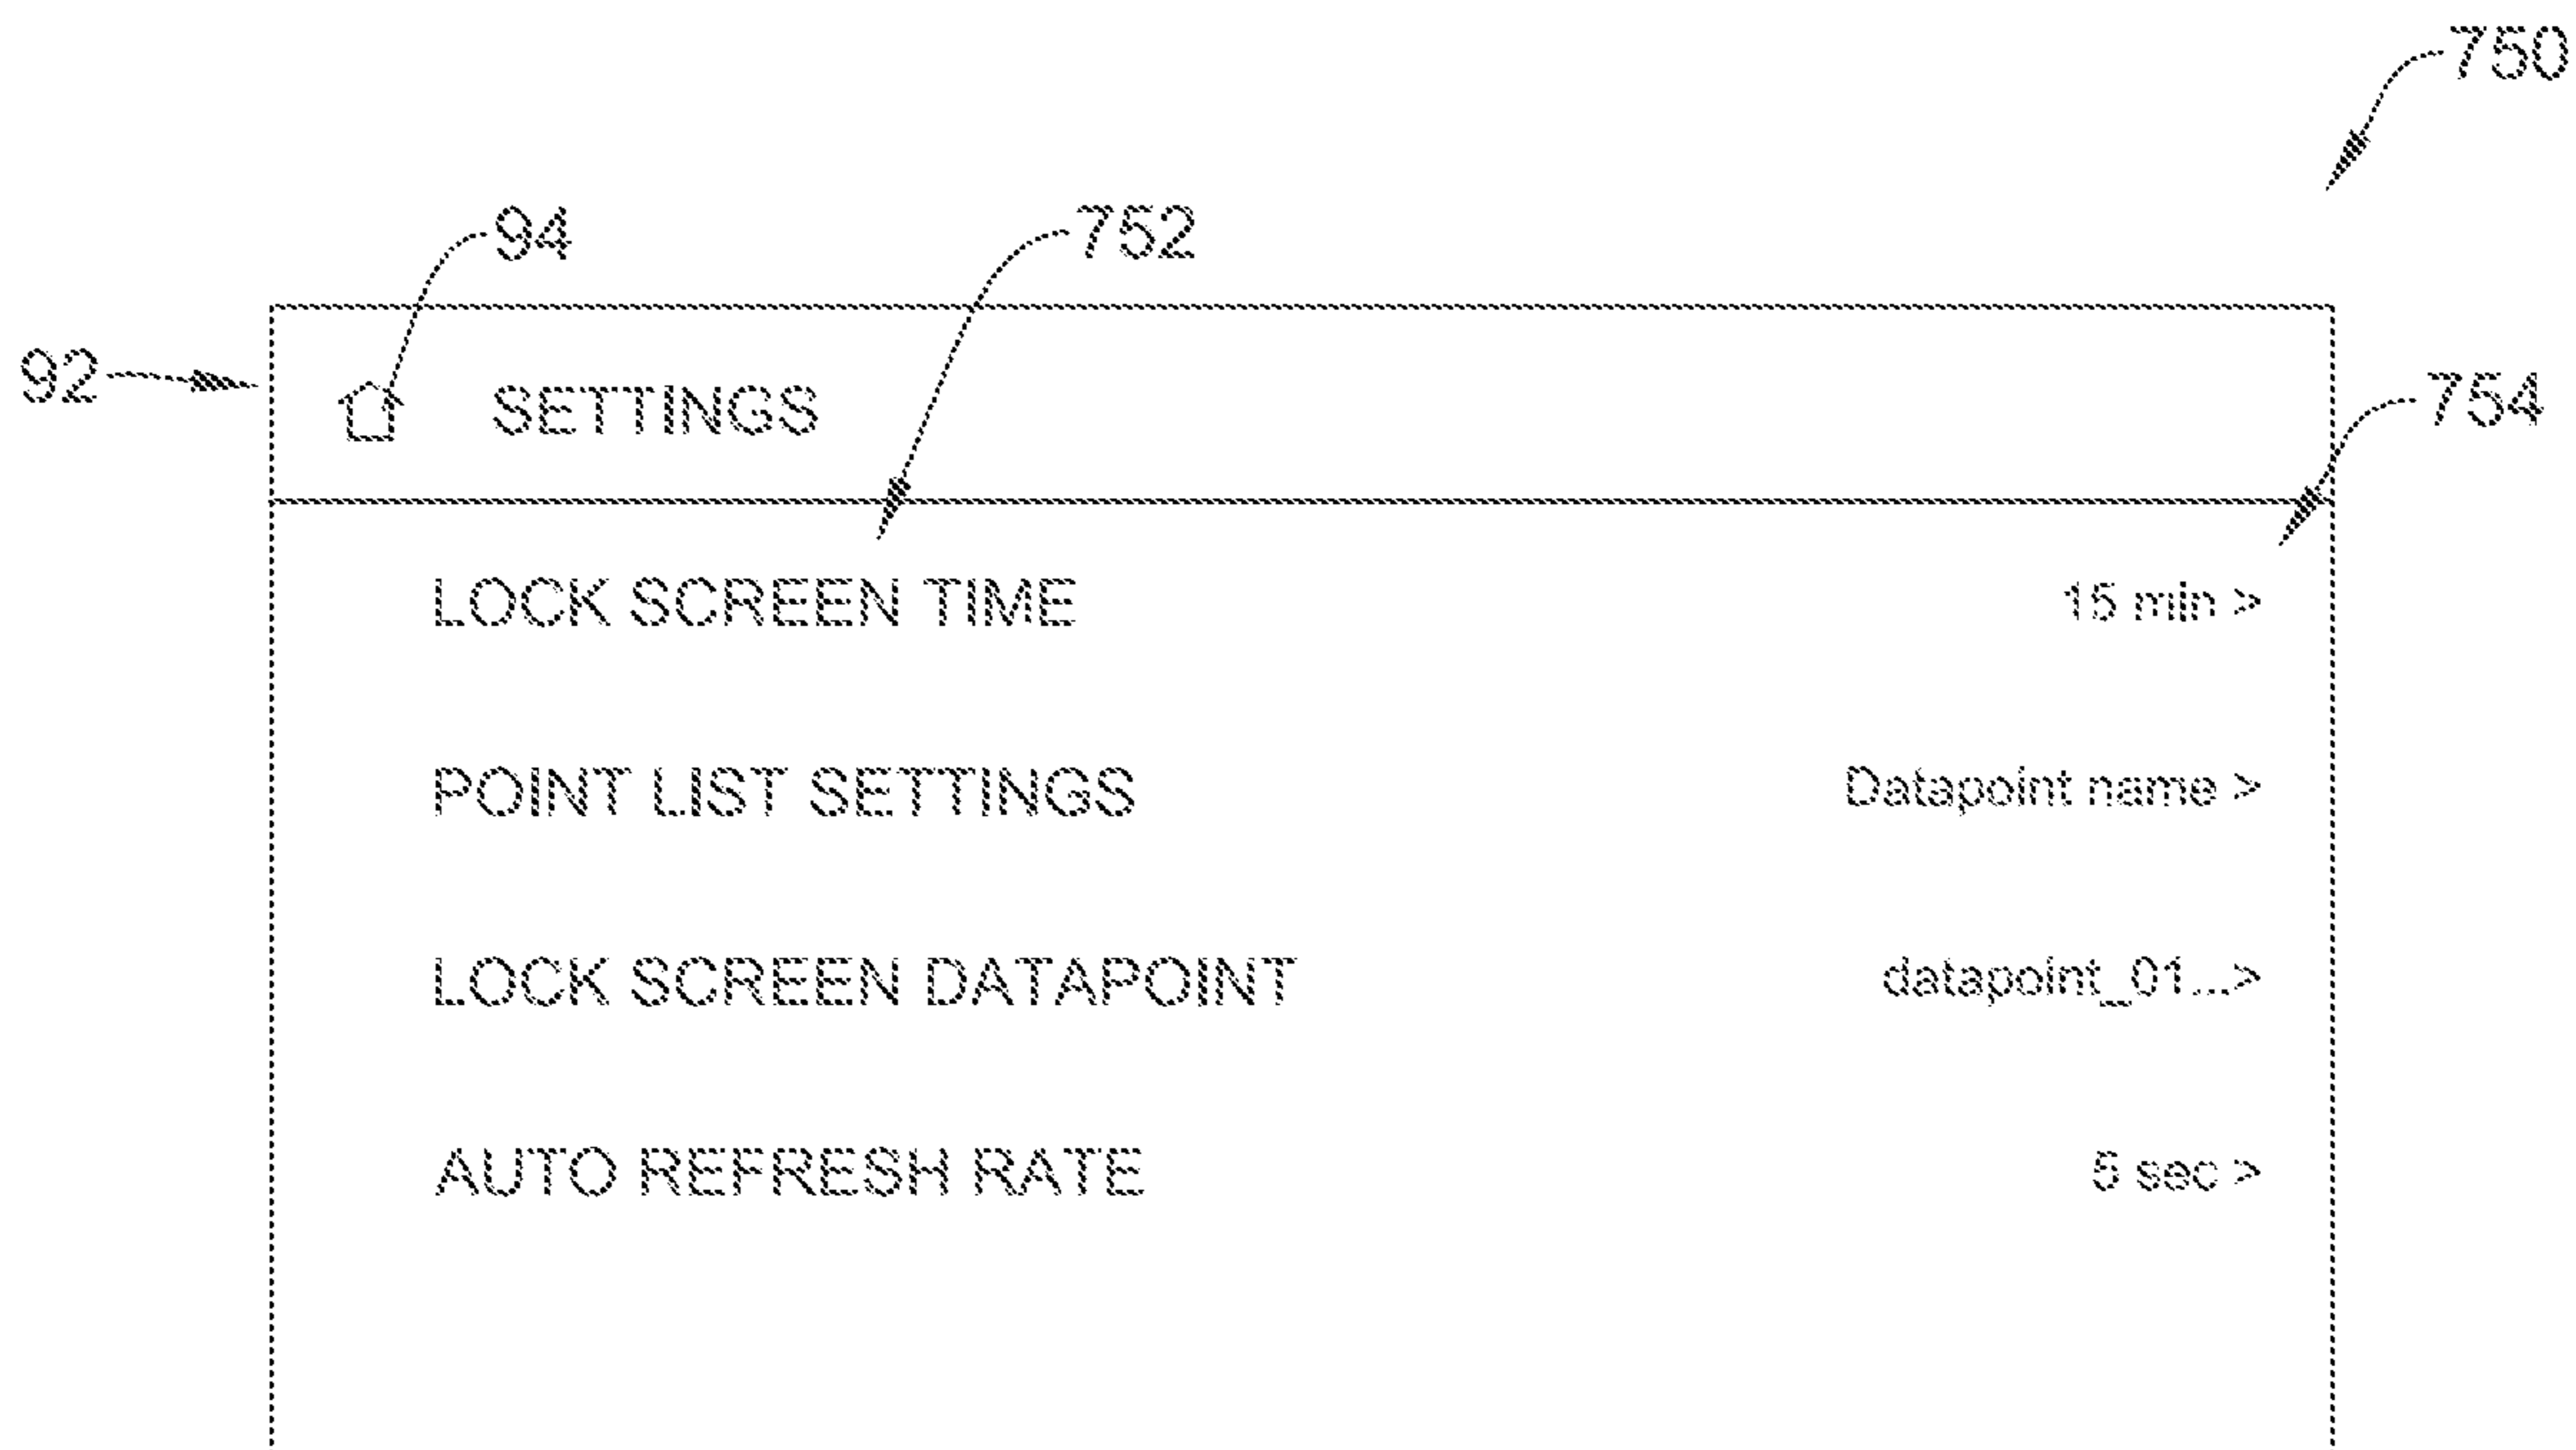 750
94
752
92
SETTINGS
754
LOCK SCREEN TIME 15 min >
POINT LIST SETTINGS Datapoint name >
LOCK SCREEN DATAPOINT datapoint_01...>
AUTO REFRESH RATE 5 sec >